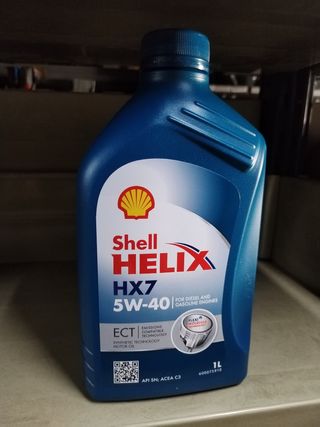 Shell
HELIX
HX7
5W-40
FOR DIESEL AND
GASOLINE ENGINES
ECT
EMISSIONS
COMPATIBLE
TECHNOLOGY
SYNTHETIC TECHNOLOGY
MOTOR OIL
1L
API SN; ACEA C3